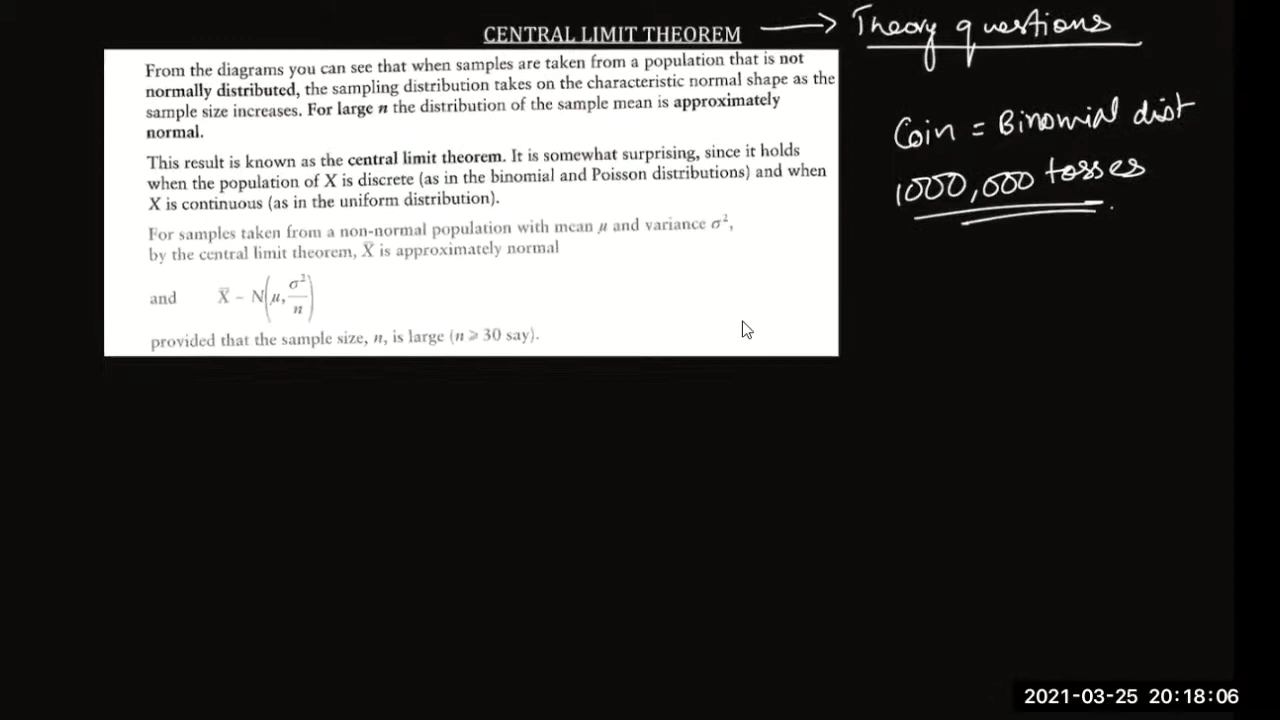 CENTRAL LIMIT THEOREM → Theory questions
From the diagrams you can see that when samples are taken from a population that is not
normally distributed, the sampling distribution takes on the characteristic normal shape as the
sample size increases. For large n the distribution of the sample mean is approximately
normal.
Coin = Binomial dist
1000,000 tosses
This result is known as the central limit theorem. It is somewhat surprising, since it holds
when the population of X is discrete (as in the binomial and Poisson distributions) and when
X is continuous (as in the uniform distribution).
For samples taken from a non-normal population with mean μ and variance σ²,
by the central limit theorem, X̄ is approximately normal
and X̄ ~ N(μ, σ²/n)
provided that the sample size, n, is large (n ⩾ 30 say).
2021-03-25 20:18:06